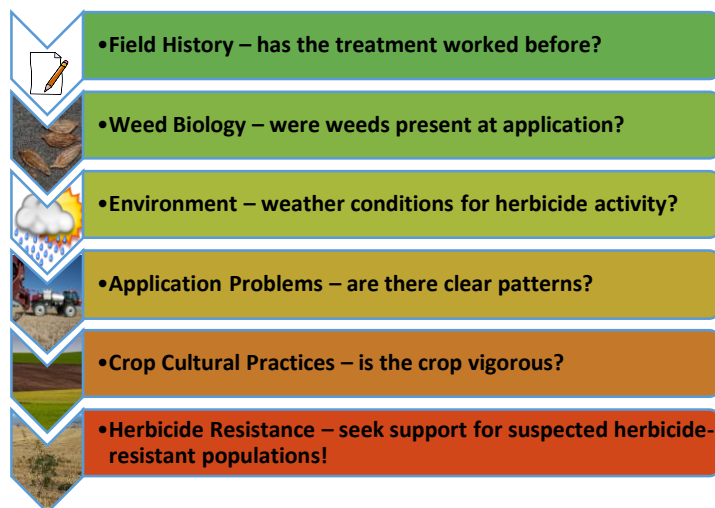 •Field History – has the treatment worked before?
•Weed Biology – were weeds present at application?
•Environment – weather conditions for herbicide activity?
•Application Problems – are there clear patterns?
•Crop Cultural Practices – is the crop vigorous?
•Herbicide Resistance – seek support for suspected herbicide-
resistant populations!